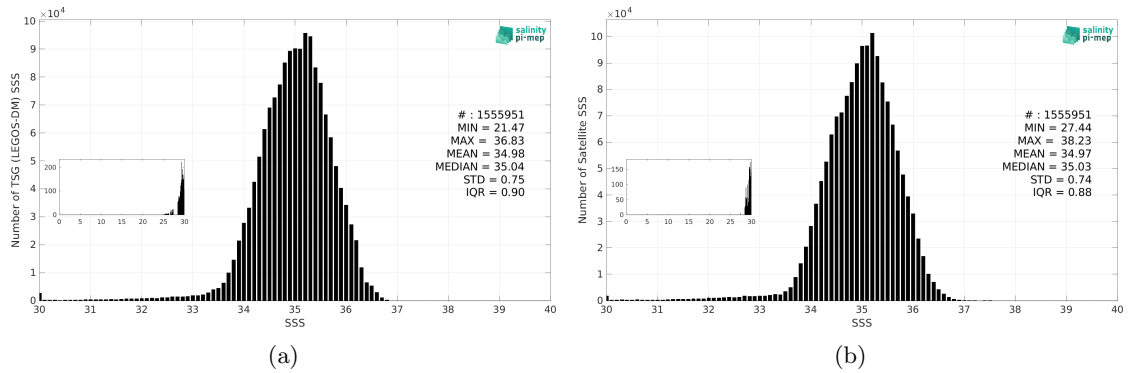 ×10⁴
10
9
8
7
6
5
4
3
2
1
0
Number of TSG (LEGOS-DM) SSS
salinity
pi-mep
# : 1555951
MIN = 21.47
MAX = 36.83
MEAN = 34.98
MEDIAN = 35.04
STD = 0.75
IQR = 0.90
200
100
0
0 5 10 15 20 25 30
30 31 32 33 34 35 36 37 38 39 40
SSS
(a)
×10⁴
11
10
9
8
7
6
5
4
3
2
1
0
Number of Satellite SSS
salinity
pi-mep
# : 1555951
MIN = 27.44
MAX = 38.23
MEAN = 34.97
MEDIAN = 35.03
STD = 0.74
IQR = 0.88
150
100
50
0
0 5 10 15 20 25 30
30 31 32 33 34 35 36 37 38 39 40
SSS
(b)